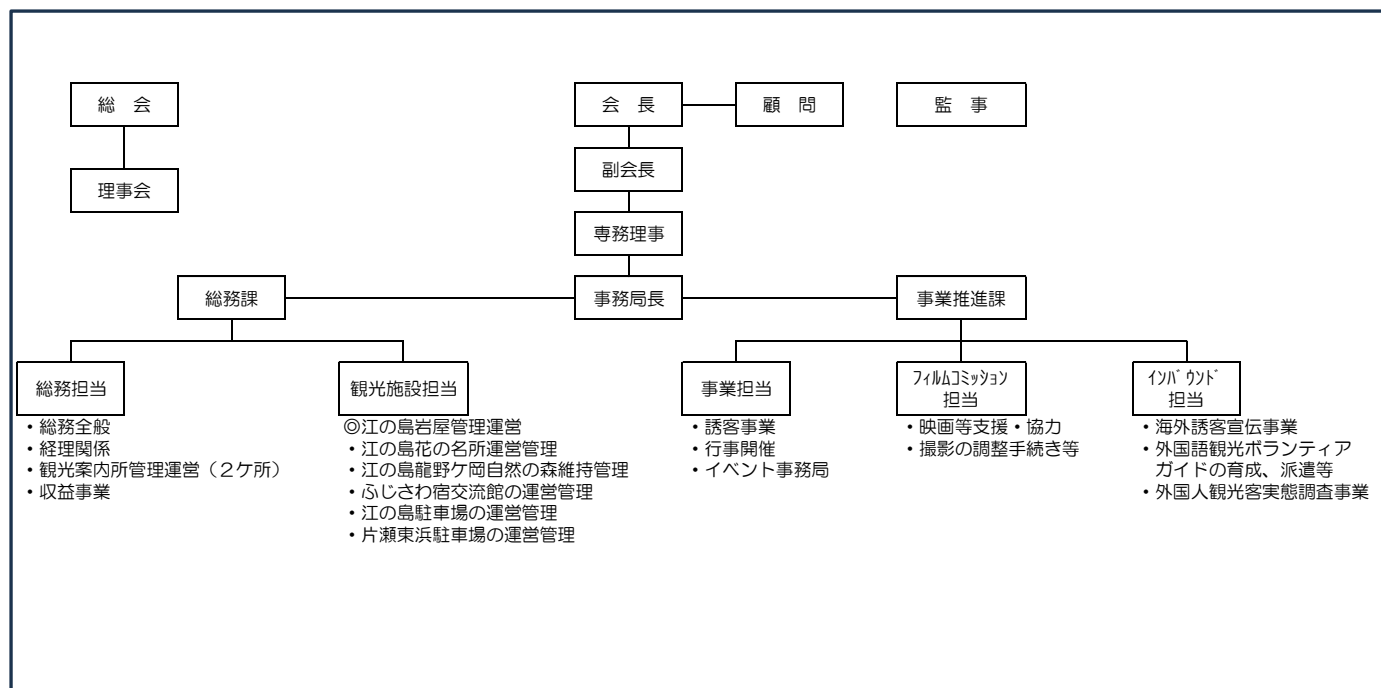 総　会
会　長
顧　問
監　事
理事会
副会長
専務理事
総務課
事務局長
事業推進課
総務担当
・総務全般
・経理関係
・観光案内所管理運営（２ケ所）
・収益事業
観光施設担当
◎江の島岩屋管理運営
・江の島花の名所運営管理
・江の島龍野ケ岡自然の森維持管理
・ふじさわ宿交流館の運営管理
・江の島駐車場の運営管理
・片瀬東浜駐車場の運営管理
事業担当
・誘客事業
・行事開催
・イベント事務局
ﾌｨﾙﾑｺﾐｯｼｮﾝ
担当
・映画等支援・協力
・撮影の調整手続き等
ｲﾝﾊﾞｳﾝﾄﾞ
担当
・海外誘客宣伝事業
・外国語観光ボランティア
ガイドの育成、派遣等
・外国人観光客実態調査事業